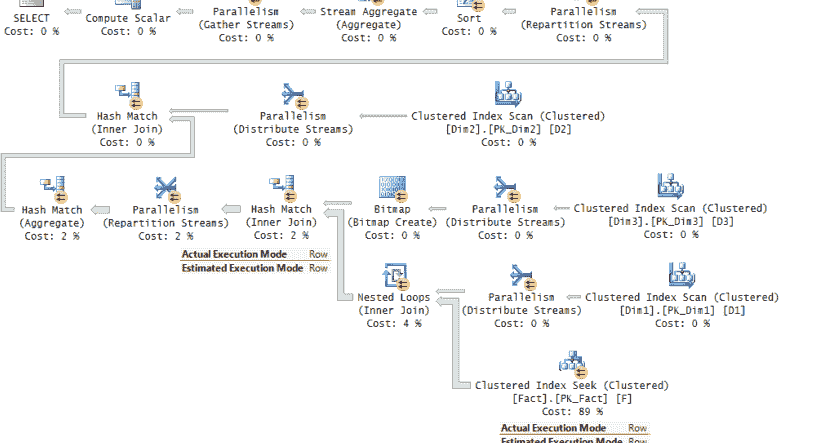 SELECT
Cost: 0 %
Compute Scalar
Cost: 0 %
Parallelism
(Gather Streams)
Cost: 0 %
Stream Aggregate
(Aggregate)
Cost: 0 %
Sort
Cost: 0 %
Parallelism
(Repartition Streams)
Cost: 0 %
Hash Match
(Inner Join)
Cost: 0 %
Parallelism
(Distribute Streams)
Cost: 0 %
Clustered Index Scan (Clustered)
[Dim2].[PK_Dim2] [D2]
Cost: 0 %
Hash Match
(Aggregate)
Cost: 2 %
Parallelism
(Repartition Streams)
Cost: 2 %
Hash Match
(Inner Join)
Cost: 2 %
Actual Execution Mode Row
Estimated Execution Mode Row
Bitmap
(Bitmap Create)
Cost: 0 %
Parallelism
(Distribute Streams)
Cost: 0 %
Clustered Index Scan (Clustered)
[Dim3].[PK_Dim3] [D3]
Cost: 0 %
Nested Loops
(Inner Join)
Cost: 4 %
Parallelism
(Distribute Streams)
Cost: 0 %
Clustered Index Scan (Clustered)
[Dim1].[PK_Dim1] [D1]
Cost: 0 %
Clustered Index Seek (Clustered)
[Fact].[PK_Fact] [F]
Cost: 89 %
Actual Execution Mode Row
Estimated Execution Mode Row